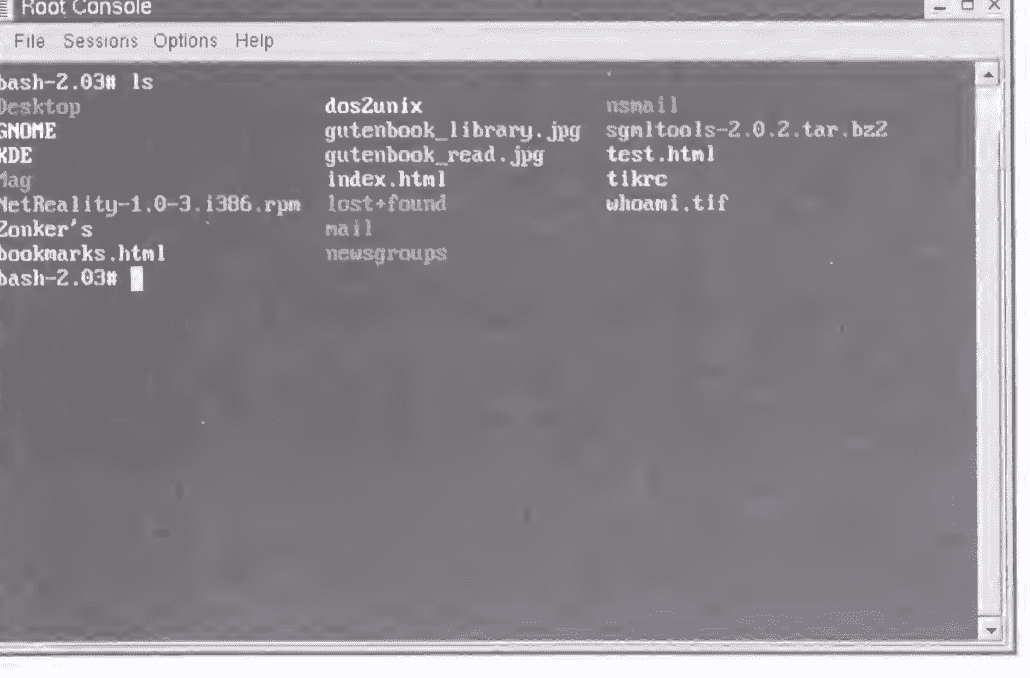 Root Console
File Sessions Options Help
bash-2.03# ls
Desktop dos2unix nsmail
GNOME gutenbook_library.jpg sgmltools-2.0.2.tar.bz2
KDE gutenbook_read.jpg test.html
Mag index.html tikrc
NetReality-1.0-3.i386.rpm lost+found whoami.tif
Zonker's mail
bookmarks.html newsgroups
bash-2.03#